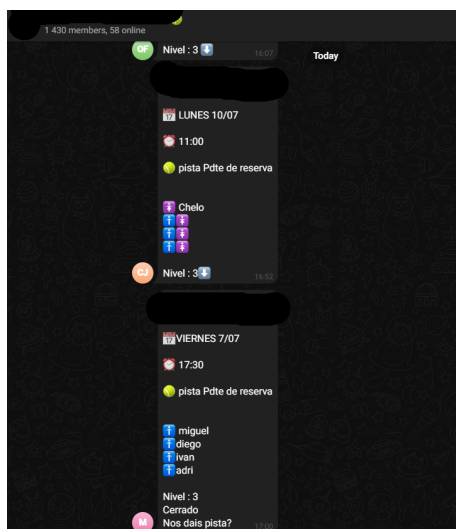 1 430 members, 58 online
OF
Nivel : 3⬇️
16:07
Today
📅 LUNES 10/07
⏰ 11:00
🎾 pista Pdte de reserva
🚺 Chelo
🚹🚺
🚹🚺
🚹🚺
CJ
Nivel : 3⬇️
16:52
📅VIERNES 7/07
⏰ 17:30
🎾 pista Pdte de reserva
🚹 miguel
🚹diego
🚹ivan
🚹adri
Nivel : 3
Cerrado
M
Nos dais pista?
17:00